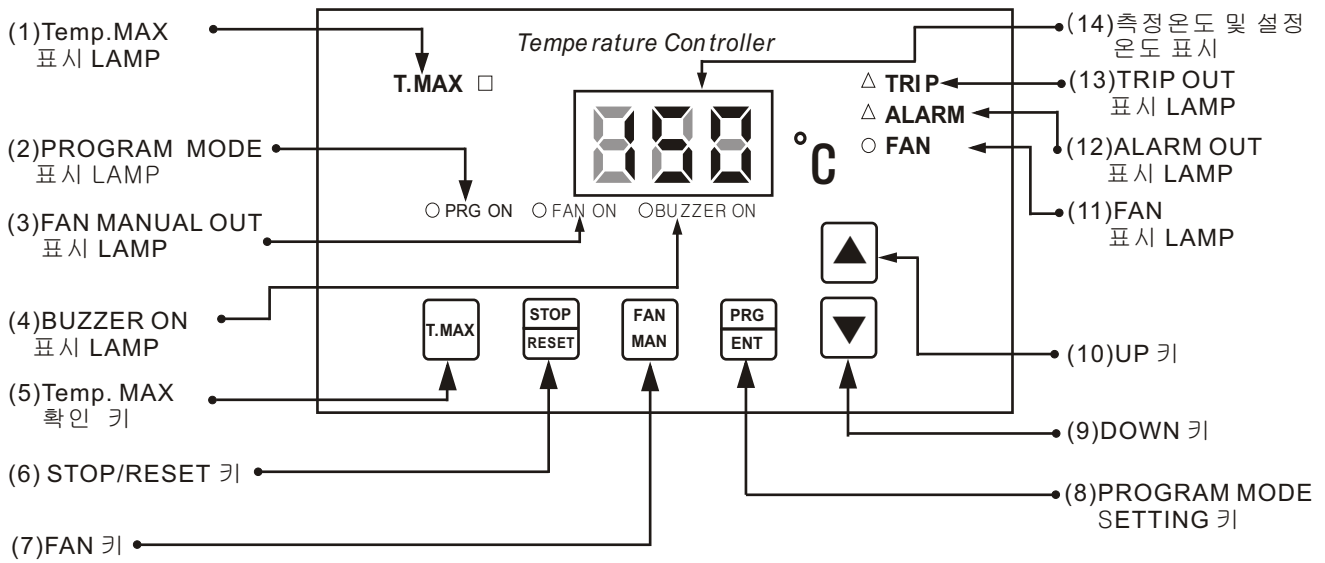 (1)Temp.MAX
표시 LAMP
(2)PROGRAM MODE
표시 LAMP
(3)FAN MANUAL OUT
표시 LAMP
(4)BUZZER ON
표시 LAMP
(5)Temp. MAX
확인 키
(6) STOP/RESET 키
(7)FAN 키
Temperature Controller
T.MAX □
150
°C
△ TRIP
△ ALARM
○ FAN
○ PRG ON ○ FAN ON ○BUZZER ON
T.MAX
STOP
RESET
FAN
MAN
PRG
ENT
▲
▼
(14)측정온도 및 설정
온도 표시
(13)TRIP OUT
표시 LAMP
(12)ALARM OUT
표시 LAMP
(11)FAN
표시 LAMP
(10)UP 키
(9)DOWN 키
(8)PROGRAM MODE
SETTING 키